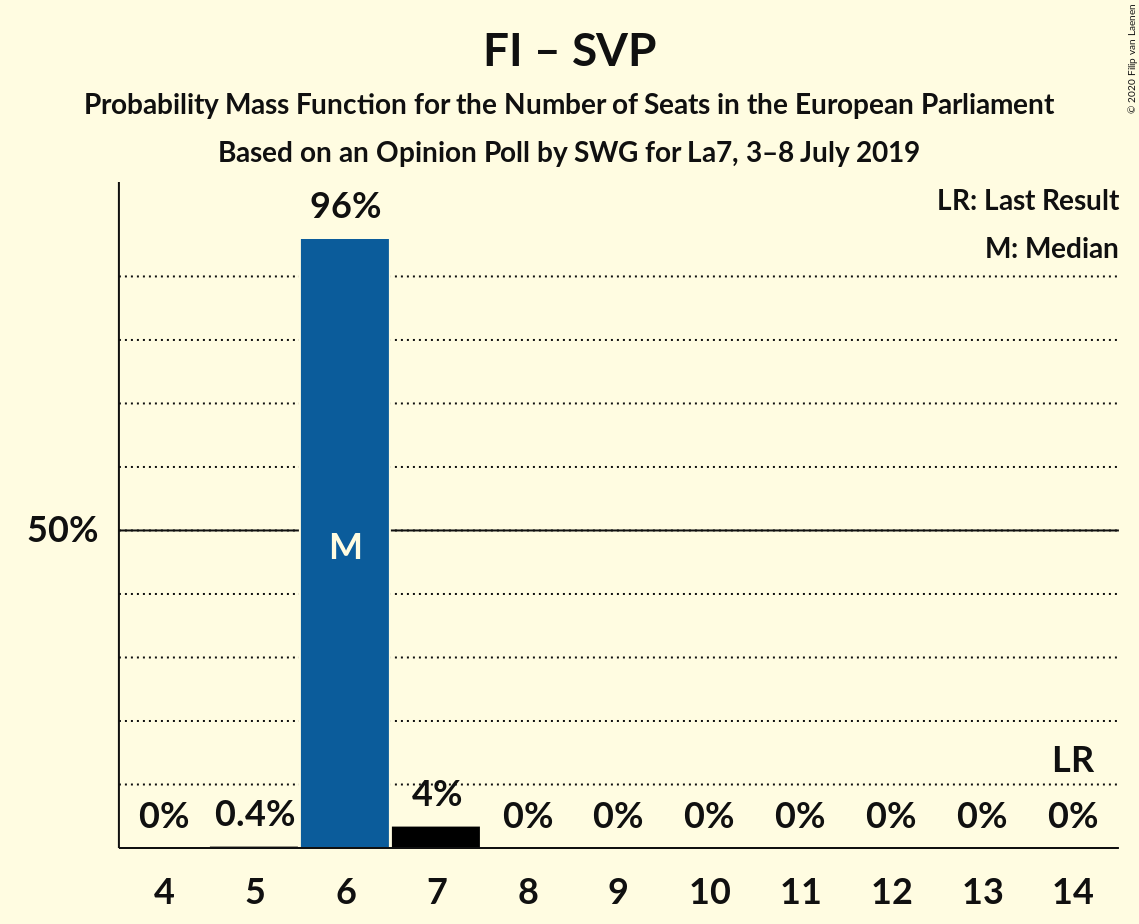 FI – SVP
Probability Mass Function for the Number of Seats in the European Parliament
Based on an Opinion Poll by SWG for La7, 3–8 July 2019
© 2020 Filip van Laenen
LR: Last Result
M: Median
96%
50%
M
LR
0% 0.4% 4% 0% 0% 0% 0% 0% 0% 0%
4 5 6 7 8 9 10 11 12 13 14